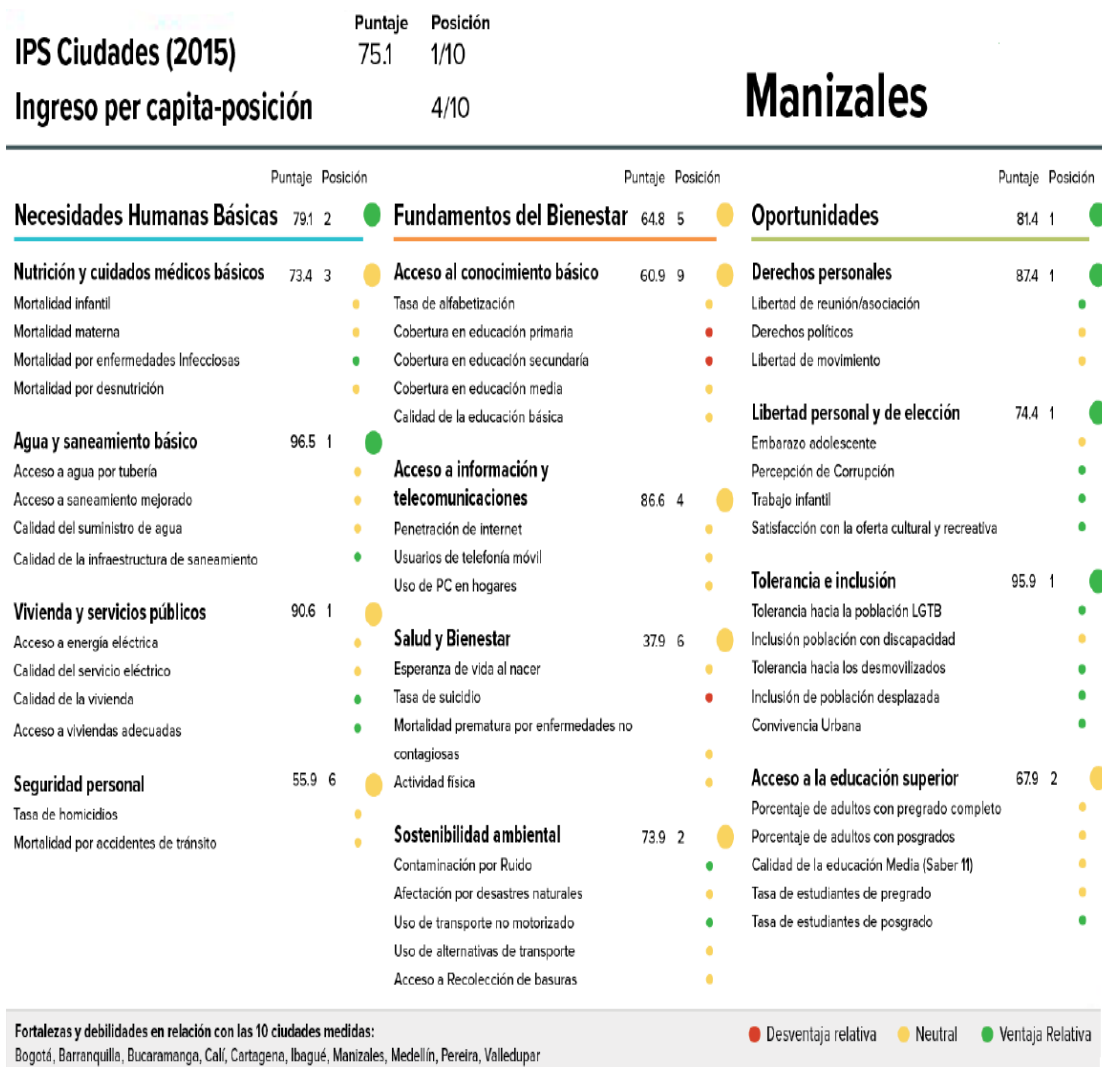 Puntaje Posición
IPS Ciudades (2015) 75.1 1/10
Ingreso per capita-posición 4/10
Manizales
Puntaje Posición
Necesidades Humanas Básicas 79.1 2
Nutrición y cuidados médicos básicos 73.4 3
Mortalidad infantil
Mortalidad materna
Mortalidad por enfermedades Infecciosas
Mortalidad por desnutrición
Agua y saneamiento básico 96.5 1
Acceso a agua por tubería
Acceso a saneamiento mejorado
Calidad del suministro de agua
Calidad de la infraestructura de saneamiento
Vivienda y servicios públicos 90.6 1
Acceso a energía eléctrica
Calidad del servicio eléctrico
Calidad de la vivienda
Acceso a viviendas adecuadas
Seguridad personal 55.9 6
Tasa de homicidios
Mortalidad por accidentes de tránsito
Puntaje Posición
Fundamentos del Bienestar 64.8 5
Acceso al conocimiento básico 60.9 9
Tasa de alfabetización
Cobertura en educación primaria
Cobertura en educación secundaría
Cobertura en educación media
Calidad de la educación básica
Acceso a información y
telecomunicaciones 86.6 4
Penetración de internet
Usuarios de telefonía móvil
Uso de PC en hogares
Salud y Bienestar 37.9 6
Esperanza de vida al nacer
Tasa de suicidio
Mortalidad prematura por enfermedades no
contagiosas
Actividad física
Sostenibilidad ambiental 73.9 2
Contaminación por Ruido
Afectación por desastres naturales
Uso de transporte no motorizado
Uso de alternativas de transporte
Acceso a Recolección de basuras
Puntaje Posición
Oportunidades 81.4 1
Derechos personales 87.4 1
Libertad de reunión/asociación
Derechos políticos
Libertad de movimiento
Libertad personal y de elección 74.4 1
Embarazo adolescente
Percepción de Corrupción
Trabajo infantil
Satisfacción con la oferta cultural y recreativa
Tolerancia e inclusión 95.9 1
Tolerancia hacia la población LGTB
Inclusión población con discapacidad
Tolerancia hacia los desmovilizados
Inclusión de población desplazada
Convivencia Urbana
Acceso a la educación superior 67.9 2
Porcentaje de adultos con pregrado completo
Porcentaje de adultos con posgrados
Calidad de la educación Media (Saber 11)
Tasa de estudiantes de pregrado
Tasa de estudiantes de posgrado
Fortalezas y debilidades en relación con las 10 ciudades medidas:
Bogotá, Barranquilla, Bucaramanga, Calí, Cartagena, Ibagué, Manizales, Medellín, Pereira, Valledupar
Desventaja relativa Neutral Ventaja Relativa